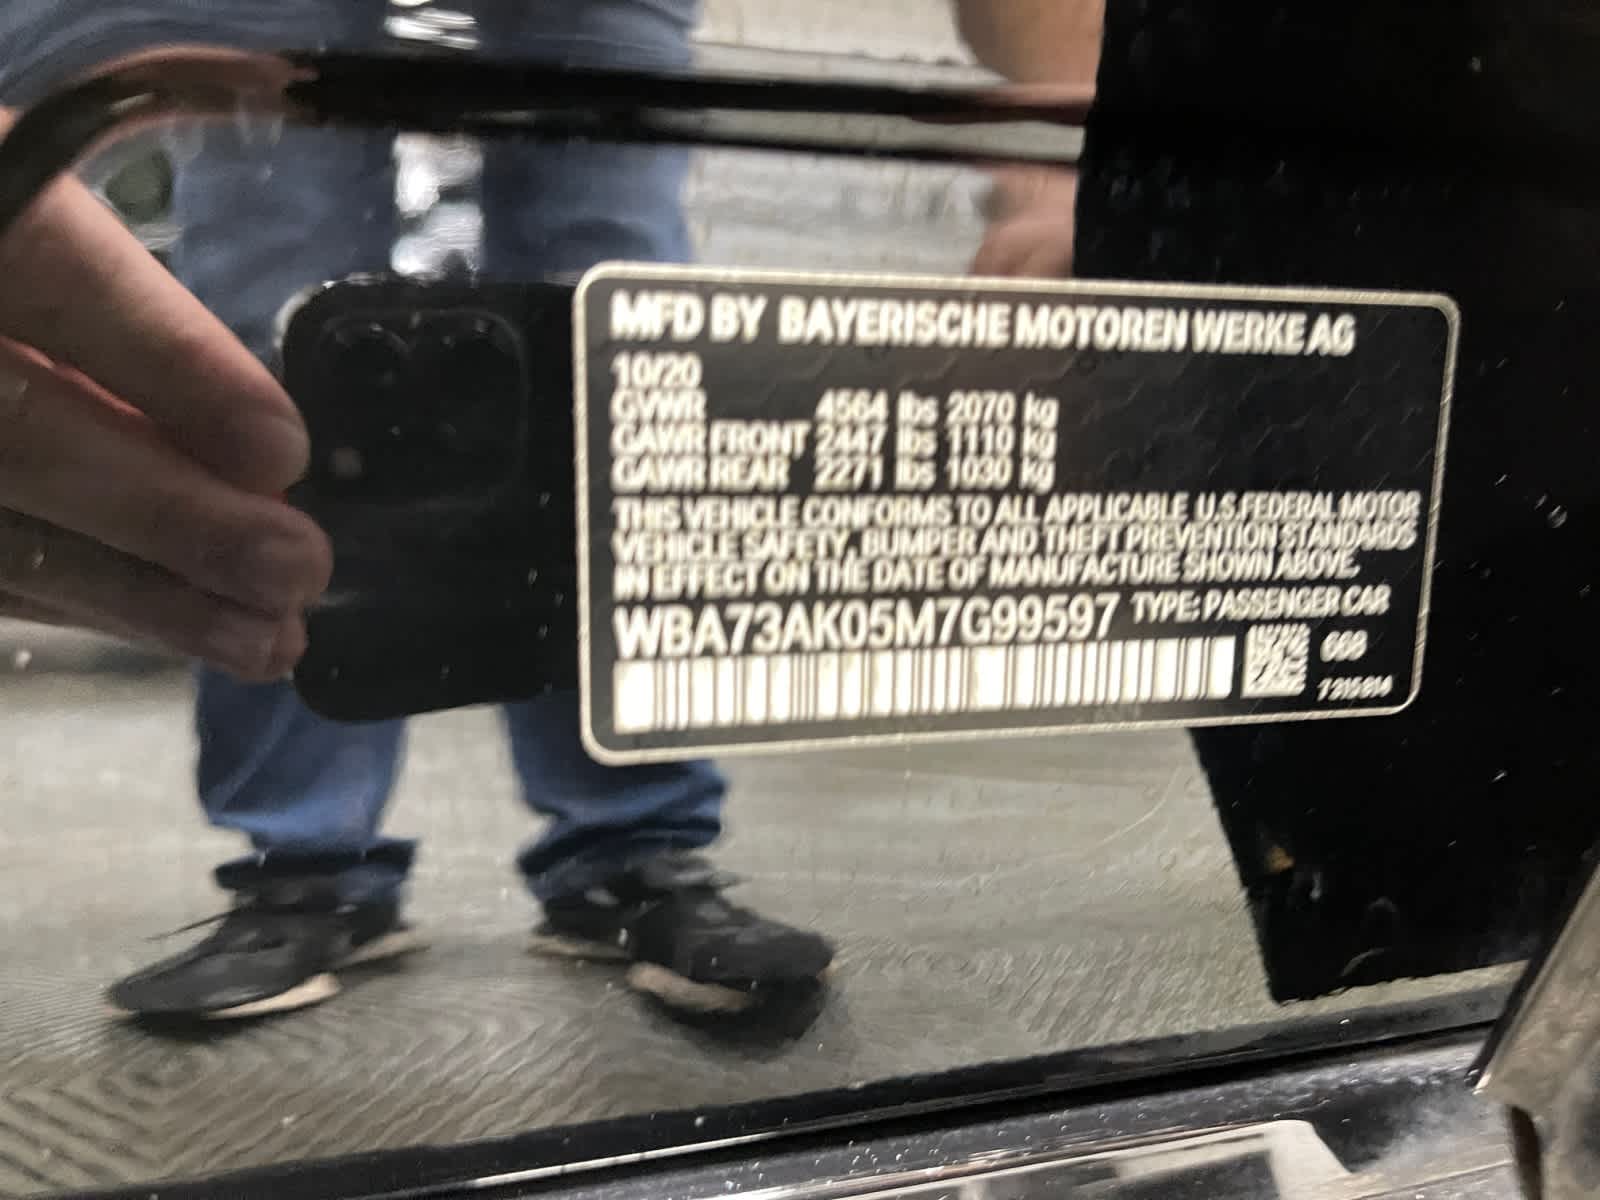 MFD BY BAYERISCHE MOTOREN WERKE AG
10/20
GVWR 4564 lbs 2070 kg
GAWR FRONT 2447 lbs 1110 kg
GAWR REAR 2271 lbs 1030 kg
THIS VEHICLE CONFORMS TO ALL APPLICABLE U.S.FEDERAL MOTOR
VEHICLE SAFETY, BUMPER AND THEFT PREVENTION STANDARDS
IN EFFECT ON THE DATE OF MANUFACTURE SHOWN ABOVE.
WBA73AK05M7G99597 TYPE: PASSENGER CAR
668